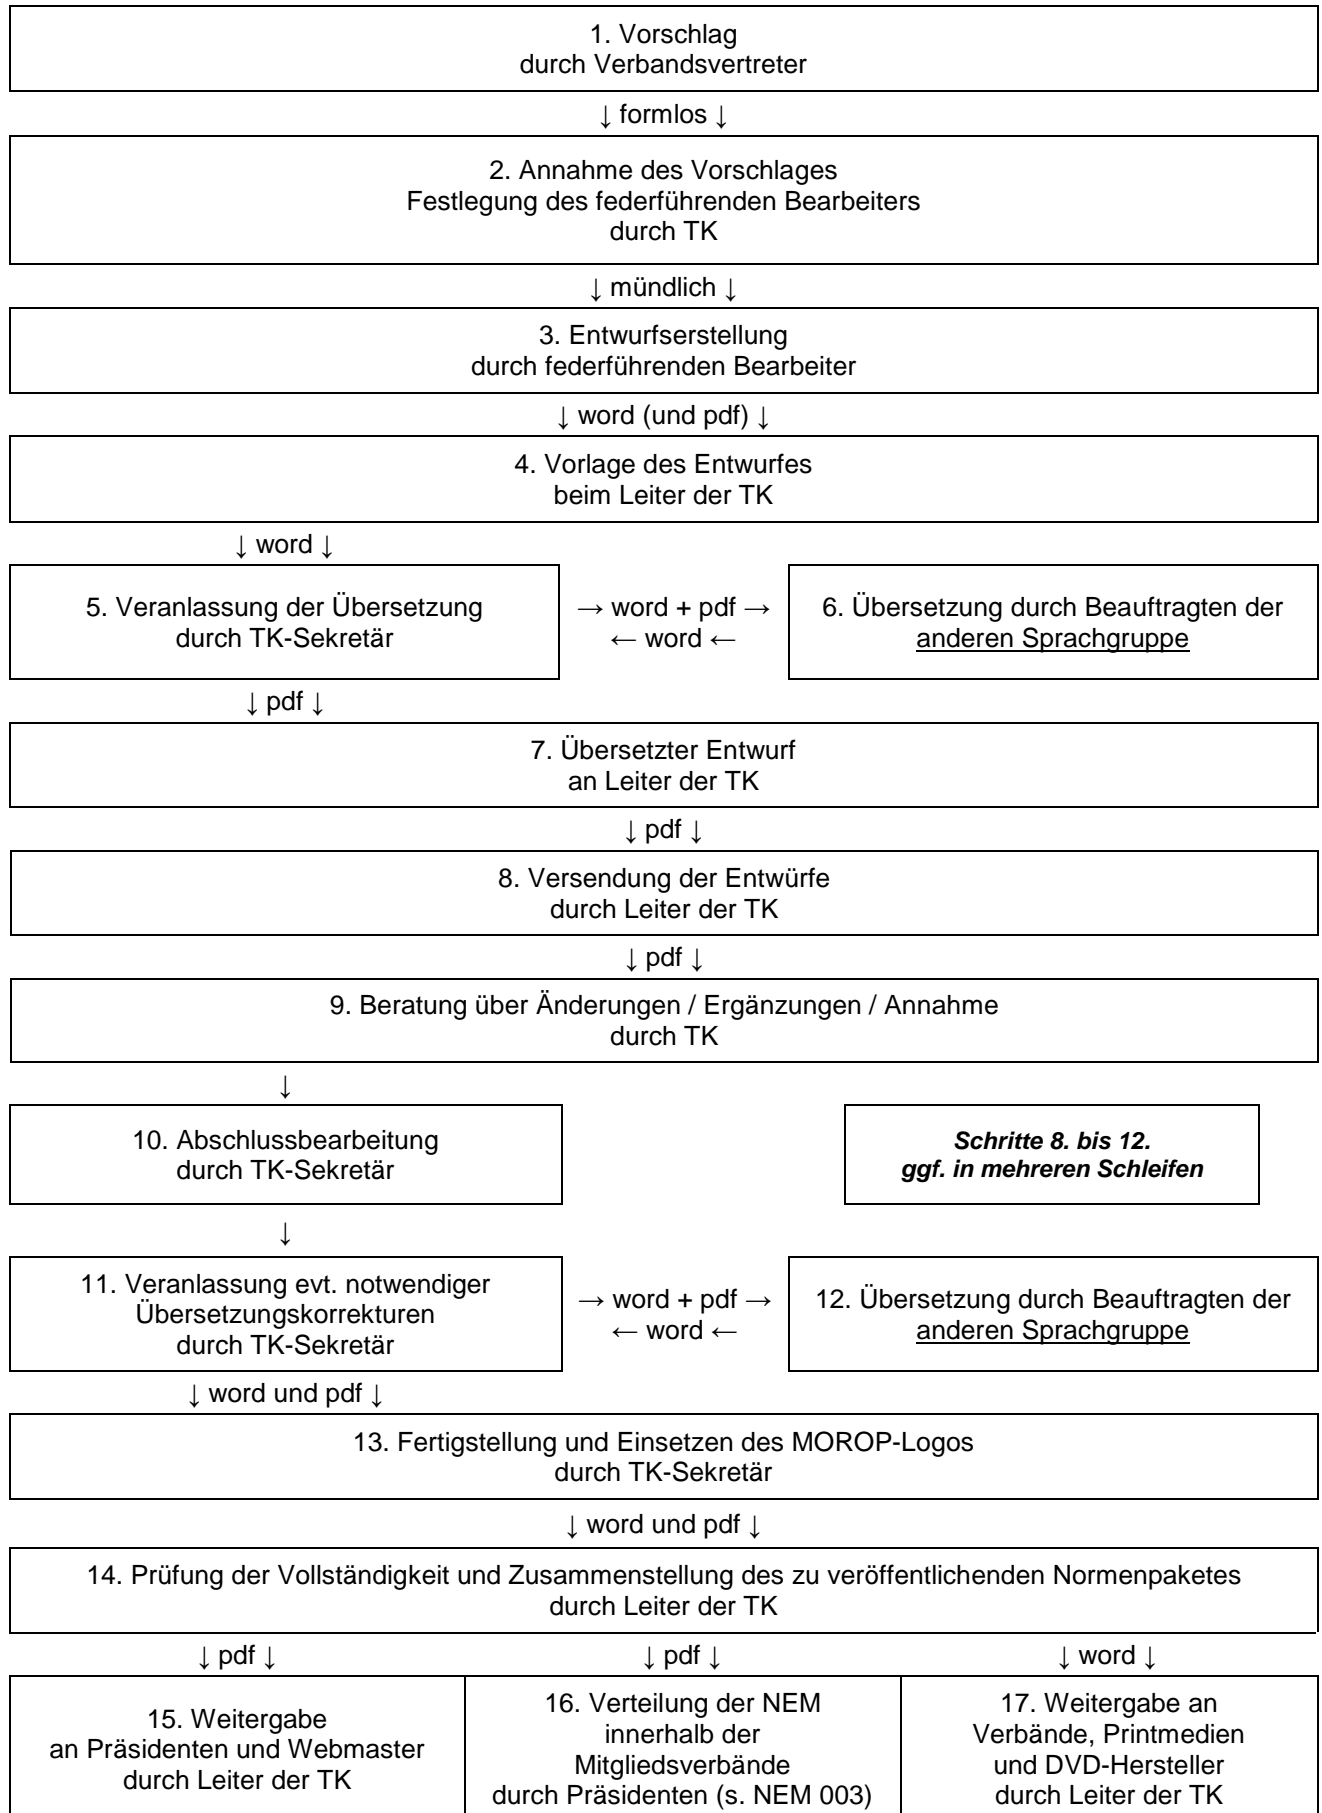 1. Vorschlag
durch Verbandsvertreter
↓ formlos ↓
2. Annahme des Vorschlages
Festlegung des federführenden Bearbeiters
durch TK
↓ mündlich ↓
3. Entwurfserstellung
durch federführenden Bearbeiter
↓ word (und pdf) ↓
4. Vorlage des Entwurfes
beim Leiter der TK
↓ word ↓
5. Veranlassung der Übersetzung
durch TK-Sekretär
→ word + pdf →
← word ←
6. Übersetzung durch Beauftragten der
anderen Sprachgruppe
↓ pdf ↓
7. Übersetzter Entwurf
an Leiter der TK
↓ pdf ↓
8. Versendung der Entwürfe
durch Leiter der TK
↓ pdf ↓
9. Beratung über Änderungen / Ergänzungen / Annahme
durch TK
↓
10. Abschlussbearbeitung
durch TK-Sekretär
Schritte 8. bis 12.
ggf. in mehreren Schleifen
↓
11. Veranlassung evt. notwendiger
Übersetzungskorrekturen
durch TK-Sekretär
→ word + pdf →
← word ←
12. Übersetzung durch Beauftragten der
anderen Sprachgruppe
↓ word und pdf ↓
13. Fertigstellung und Einsetzen des MOROP-Logos
durch TK-Sekretär
↓ word und pdf ↓
14. Prüfung der Vollständigkeit und Zusammenstellung des zu veröffentlichenden Normenpaketes
durch Leiter der TK
↓ pdf ↓
↓ pdf ↓
↓ word ↓
15. Weitergabe
an Präsidenten und Webmaster
durch Leiter der TK
16. Verteilung der NEM
innerhalb der
Mitgliedsverbände
durch Präsidenten (s. NEM 003)
17. Weitergabe an
Verbände, Printmedien
und DVD-Hersteller
durch Leiter der TK